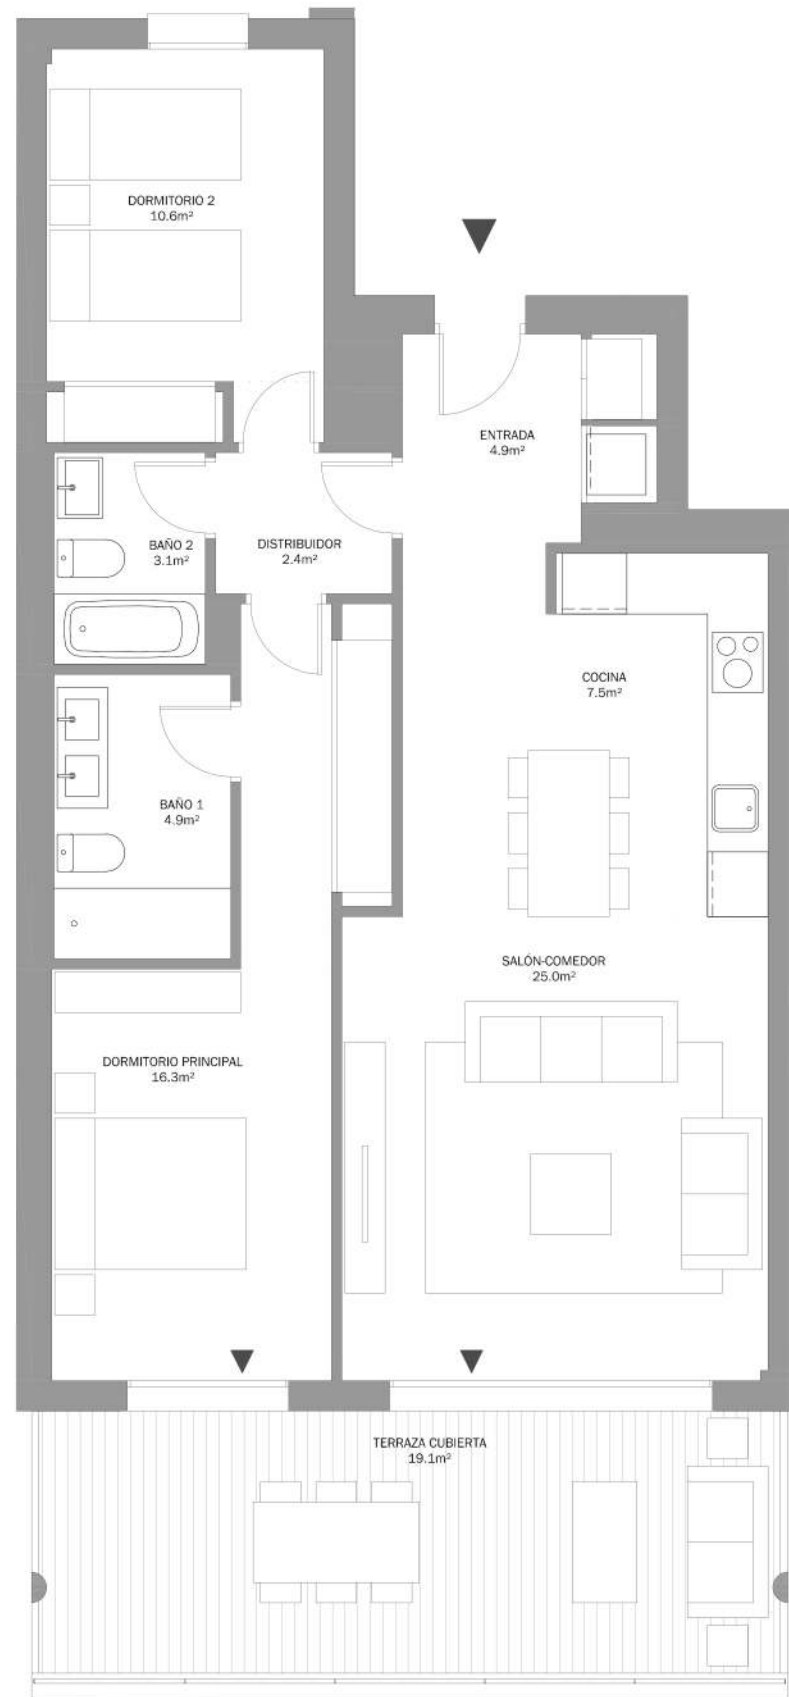 DORMITORIO 2
10.6m²
ENTRADA
4.9m²
BAÑO 2
3.1m²
DISTRIBUIDOR
2.4m²
COCINA
7.5m²
BAÑO 1
4.9m²
SALÓN-COMEDOR
25.0m²
DORMITORIO PRINCIPAL
16.3m²
TERRAZA CUBIERTA
19.1m²